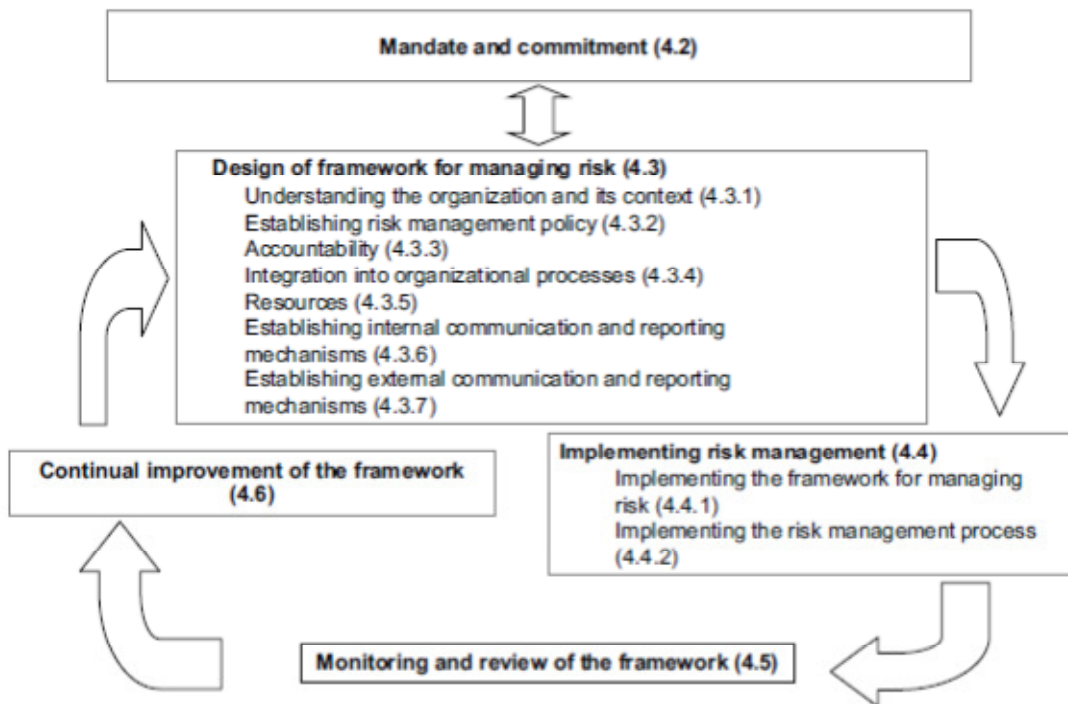 Mandate and commitment (4.2)
Design of framework for managing risk (4.3)
Understanding the organization and its context (4.3.1)
Establishing risk management policy (4.3.2)
Accountability (4.3.3)
Integration into organizational processes (4.3.4)
Resources (4.3.5)
Establishing internal communication and reporting
mechanisms (4.3.6)
Establishing external communication and reporting
mechanisms (4.3.7)
Implementing risk management (4.4)
Implementing the framework for managing
risk (4.4.1)
Implementing the risk management process
(4.4.2)
Monitoring and review of the framework (4.5)
Continual improvement of the framework
(4.6)